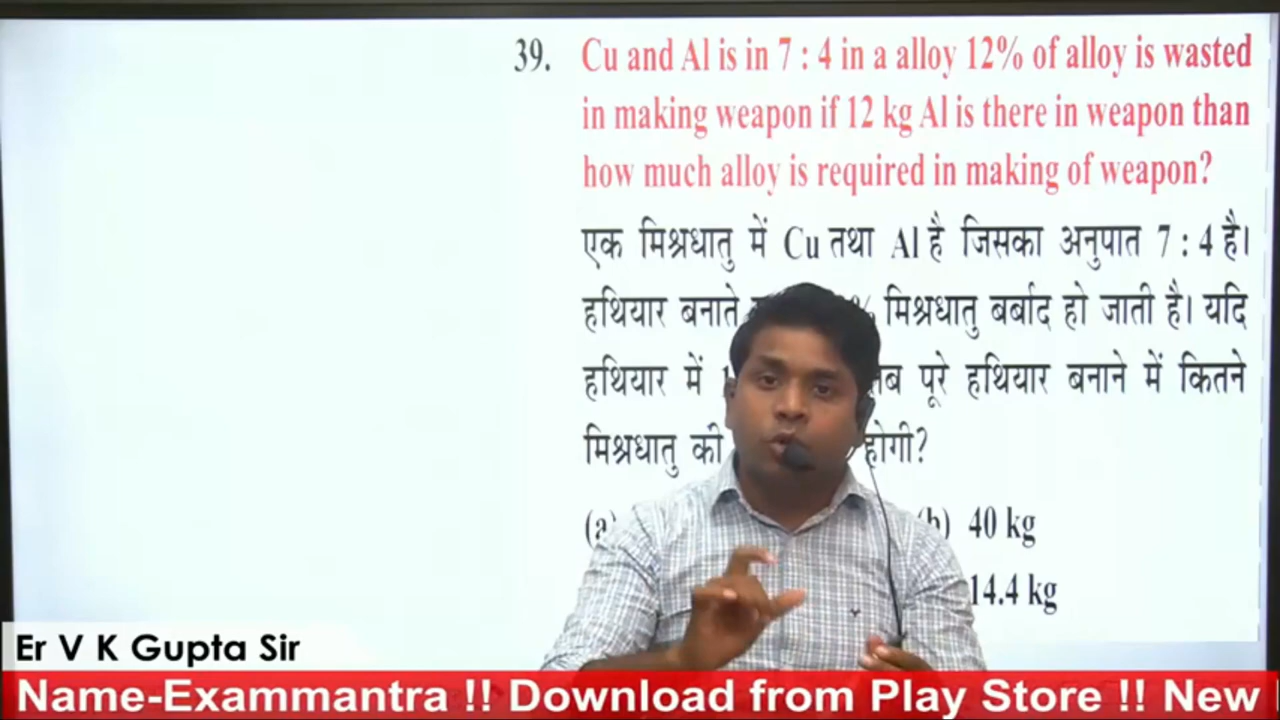 39. Cu and Al is in 7 : 4 in a alloy 12% of alloy is wasted
in making weapon if 12 kg Al is there in weapon than
how much alloy is required in making of weapon?
एक मिश्रधातु में Cu तथा Al है जिसका अनुपात 7 : 4 है।
हथियार बनाते % मिश्रधातु बर्बाद हो जाती है। यदि
हथियार में पूरे हथियार बनाने में कितने
मिश्रधातु की होगी?
(a) (b) 40 kg
14.4 kg
Er V K Gupta Sir
Name-Exammantra !! Download from Play Store !! New